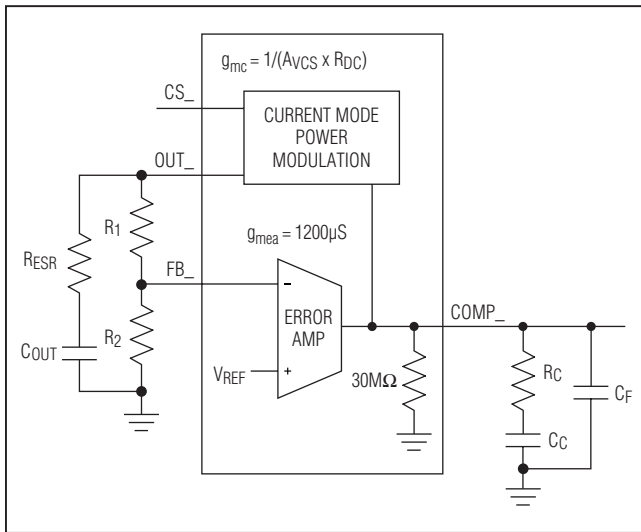 gmc = 1/(AVCS x RDC)
CS_
CURRENT MODE
POWER
MODULATION
OUT_
R1
gmea = 1200µS
RESR
FB_
-
ERROR
AMP
COMP_
R2
COUT
VREF
+
30MΩ
RC
CF
CC